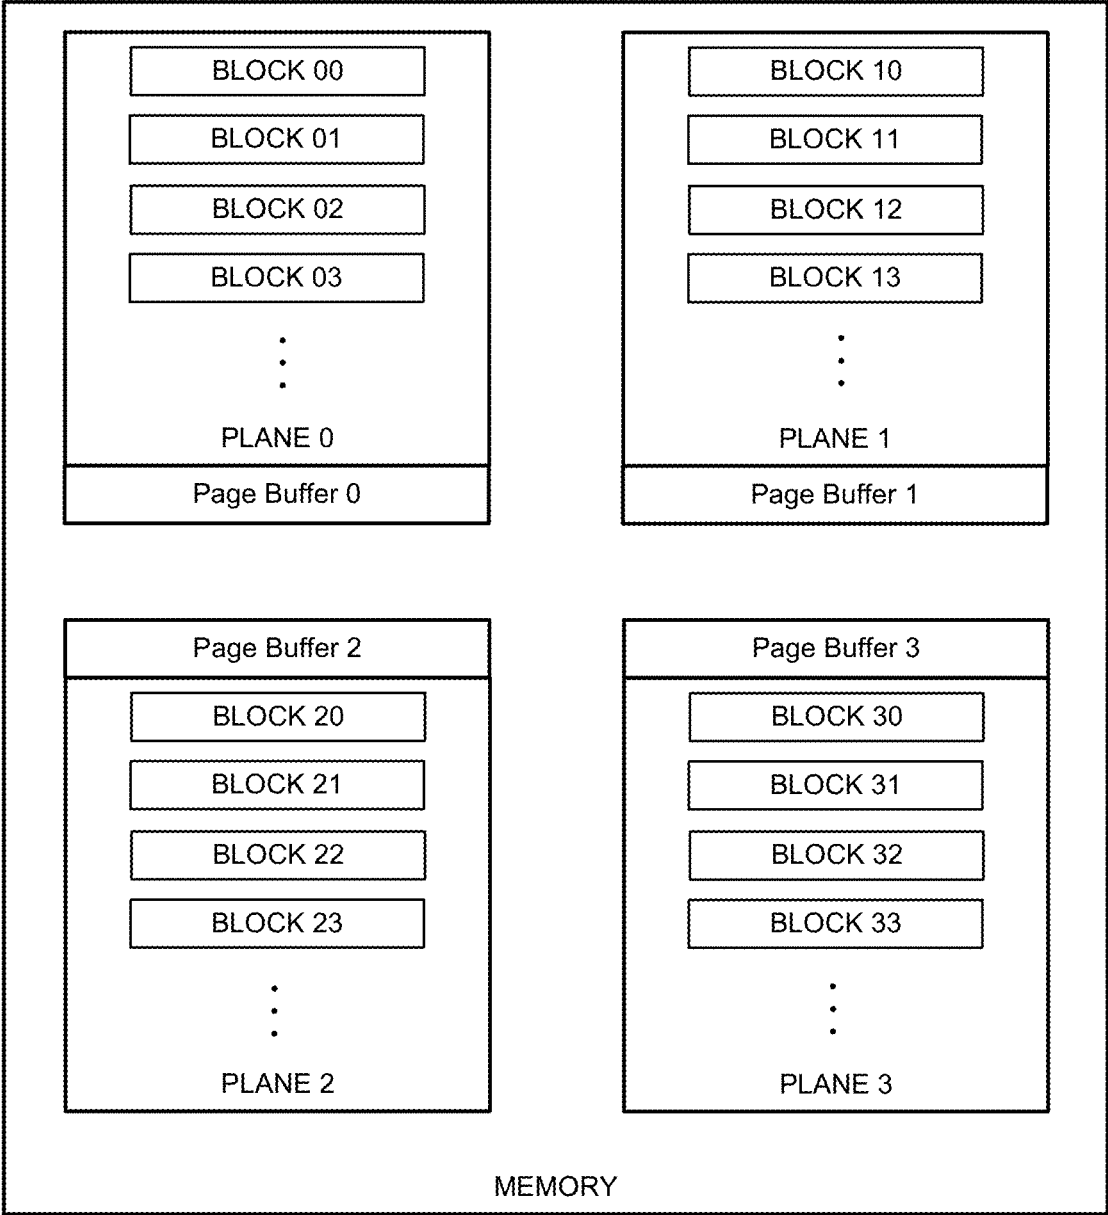 BLOCK 00
BLOCK 01
BLOCK 02
BLOCK 03
PLANE 0
Page Buffer 0
BLOCK 10
BLOCK 11
BLOCK 12
BLOCK 13
PLANE 1
Page Buffer 1
Page Buffer 2
BLOCK 20
BLOCK 21
BLOCK 22
BLOCK 23
PLANE 2
Page Buffer 3
BLOCK 30
BLOCK 31
BLOCK 32
BLOCK 33
PLANE 3
MEMORY